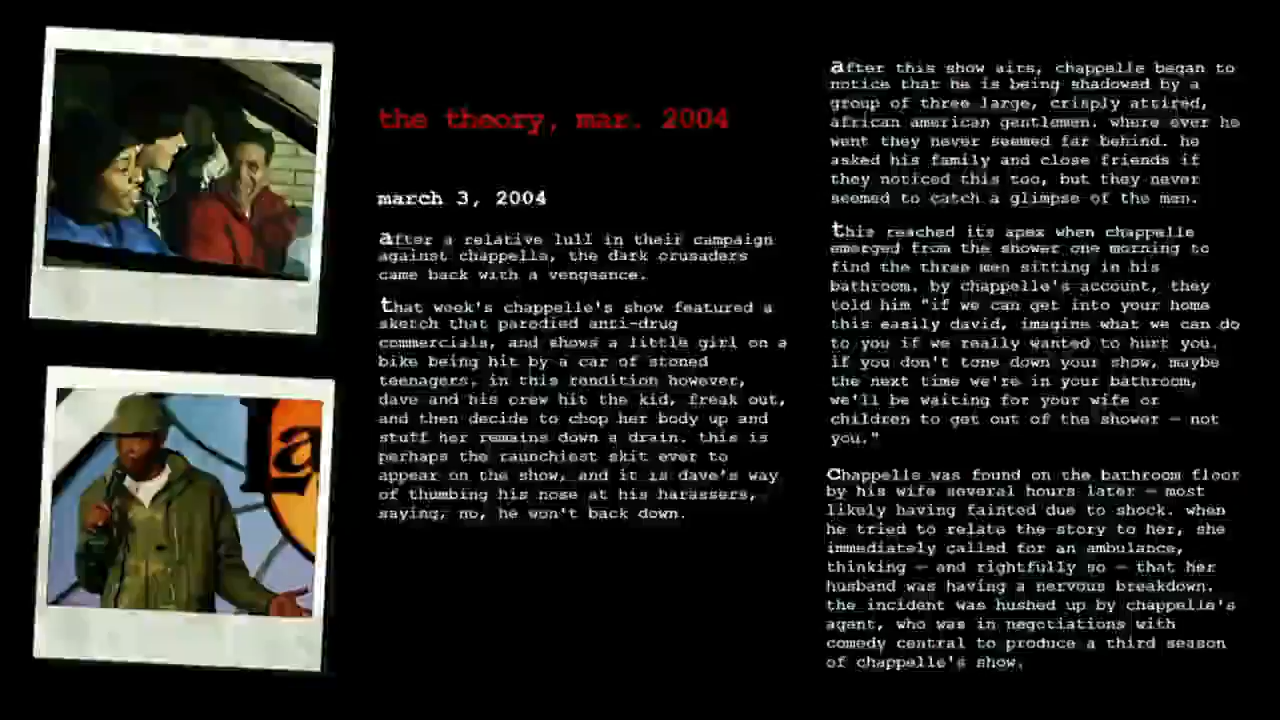 the theory, mar. 2004
march 3, 2004
after a relative lull in their campaign
against chappelle, the dark crusaders
came back with a vengeance.
that week's chappelle's show featured a
sketch that parodied anti-drug
commercials, and shows a little girl on a
bike being hit by a car of stoned
teenagers. in this rendition however,
dave and his crew hit the kid, freak out,
and then decide to chop her body up and
stuff her remains down a drain. this is
perhaps the raunchiest skit ever to
appear on the show, and it is dave's way
of thumbing his nose at his harassers,
saying, no, he won't back down.
after this show airs, chappelle began to
notice that he is being shadowed by a
group of three large, crisply attired,
african american gentlemen. where ever he
went they never seemed far behind. he
asked his family and close friends if
they noticed this too, but they never
seemed to catch a glimpse of the men.
this reached its apex when chappelle
emerged from the shower one morning to
find the three men sitting in his
bathroom. by chappelle's account, they
told him "if we can get into your home
this easily david, imagine what we can do
to you if we really wanted to hurt you.
if you don't tone down your show, maybe
the next time we're in your bathroom,
we'll be waiting for your wife or
children to get out of the shower - not
you."
Chappelle was found on the bathroom floor
by his wife several hours later - most
likely having fainted due to shock. when
he tried to relate the story to her, she
immediately called for an ambulance,
thinking - and rightfully so - that her
husband was having a nervous breakdown.
the incident was hushed up by chappelle's
agent, who was in negotiations with
comedy central to produce a third season
of chappelle's show.
La